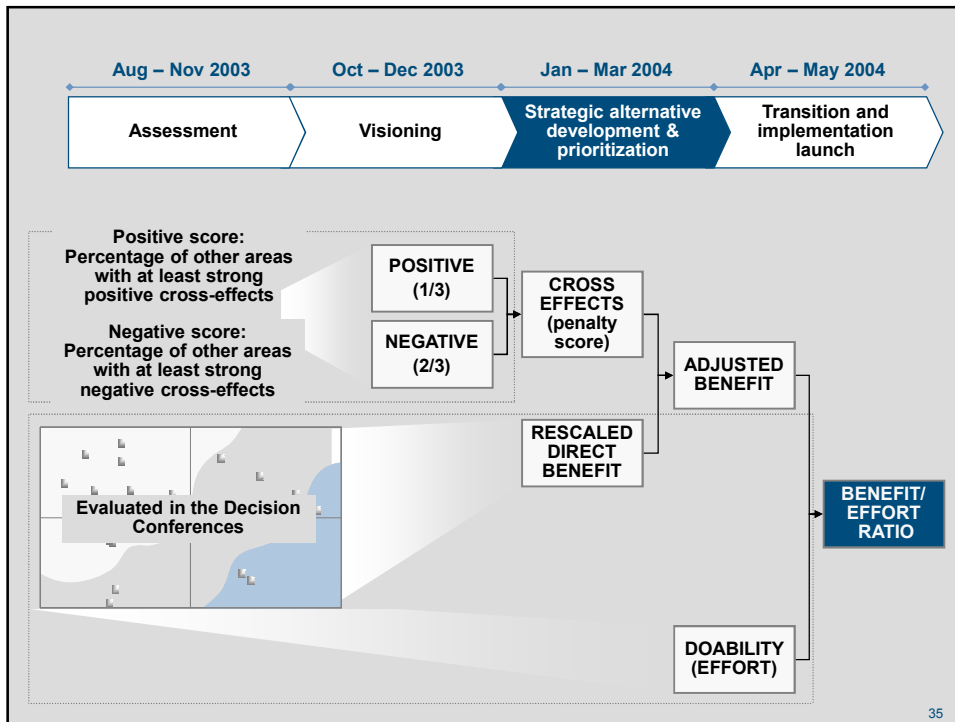 Aug – Nov 2003
Oct – Dec 2003
Jan – Mar 2004
Apr – May 2004
Assessment
Visioning
Strategic alternative
development &
prioritization
Transition and
implementation
launch
Positive score:
Percentage of other areas
with at least strong
positive cross-effects
Negative score:
Percentage of other areas
with at least strong
negative cross-effects
POSITIVE
(1/3)
NEGATIVE
(2/3)
CROSS
EFFECTS
(penalty
score)
ADJUSTED
BENEFIT
RESCALED
DIRECT
BENEFIT
Evaluated in the Decision
Conferences
BENEFIT/
EFFORT
RATIO
DOABILITY
(EFFORT)
35